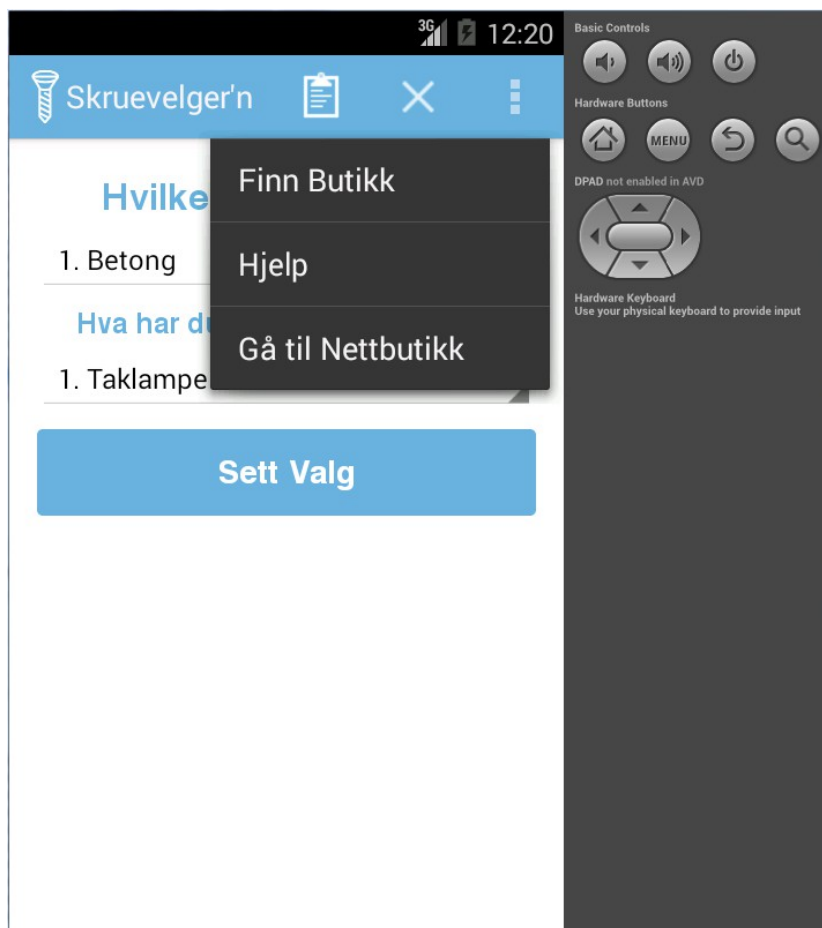 3G 12:20
Skruevelger'n
Finn Butikk
Hvilke
1. Betong
Hjelp
Hva har du
Gå til Nettbutikk
1. Taklampe
Sett Valg
Basic Controls
Hardware Buttons
MENU
DPAD not enabled in AVD
Hardware Keyboard
Use your physical keyboard to provide input